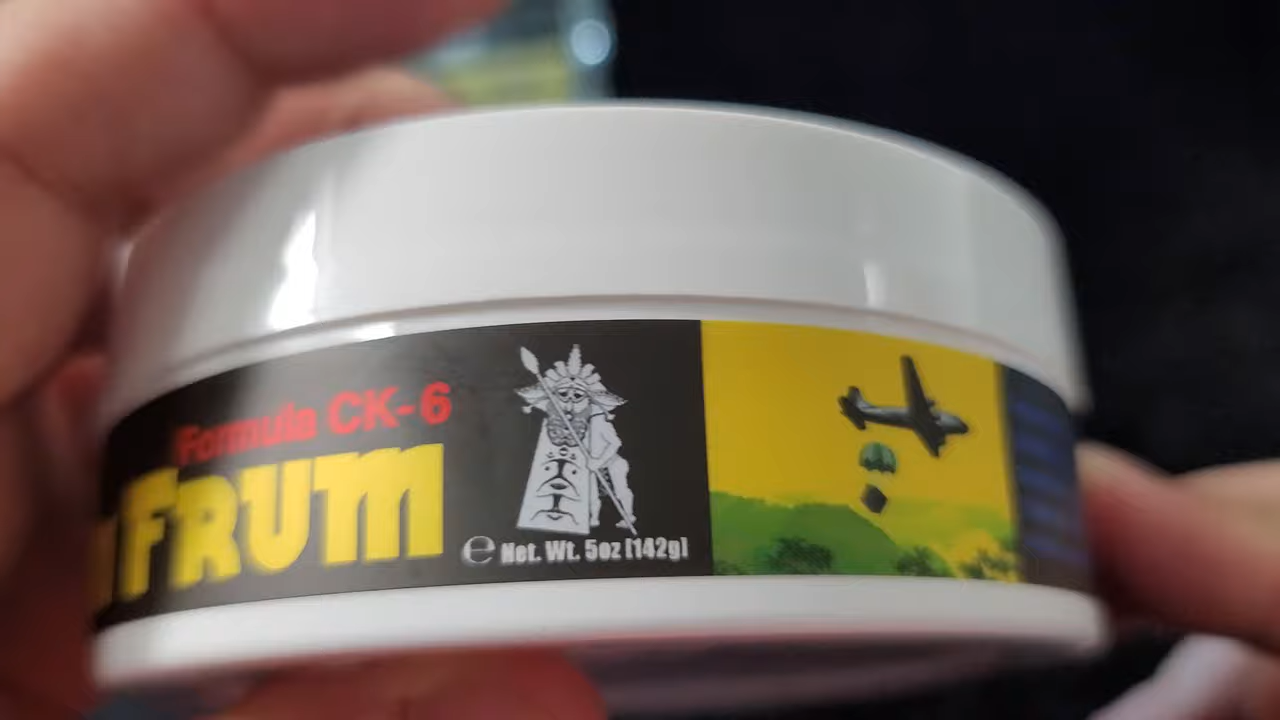 Formula CK-6
FRUM
℮ Net. Wt. 5oz [142g]